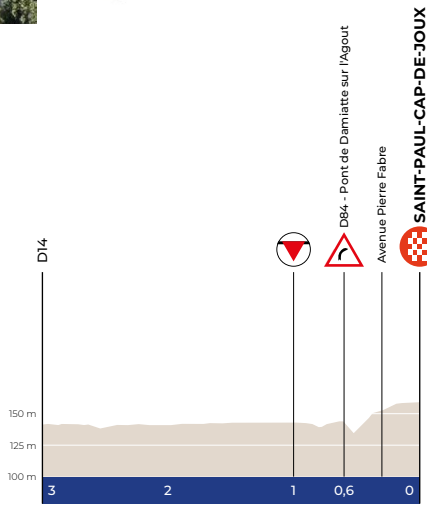 SAINT-PAUL-CAP-DE-JOUX
D84 - Pont de Damiatte sur l'Agout
Avenue Pierre Fabre
D14
150 m
125 m
100 m
3 2 1 0,6 0